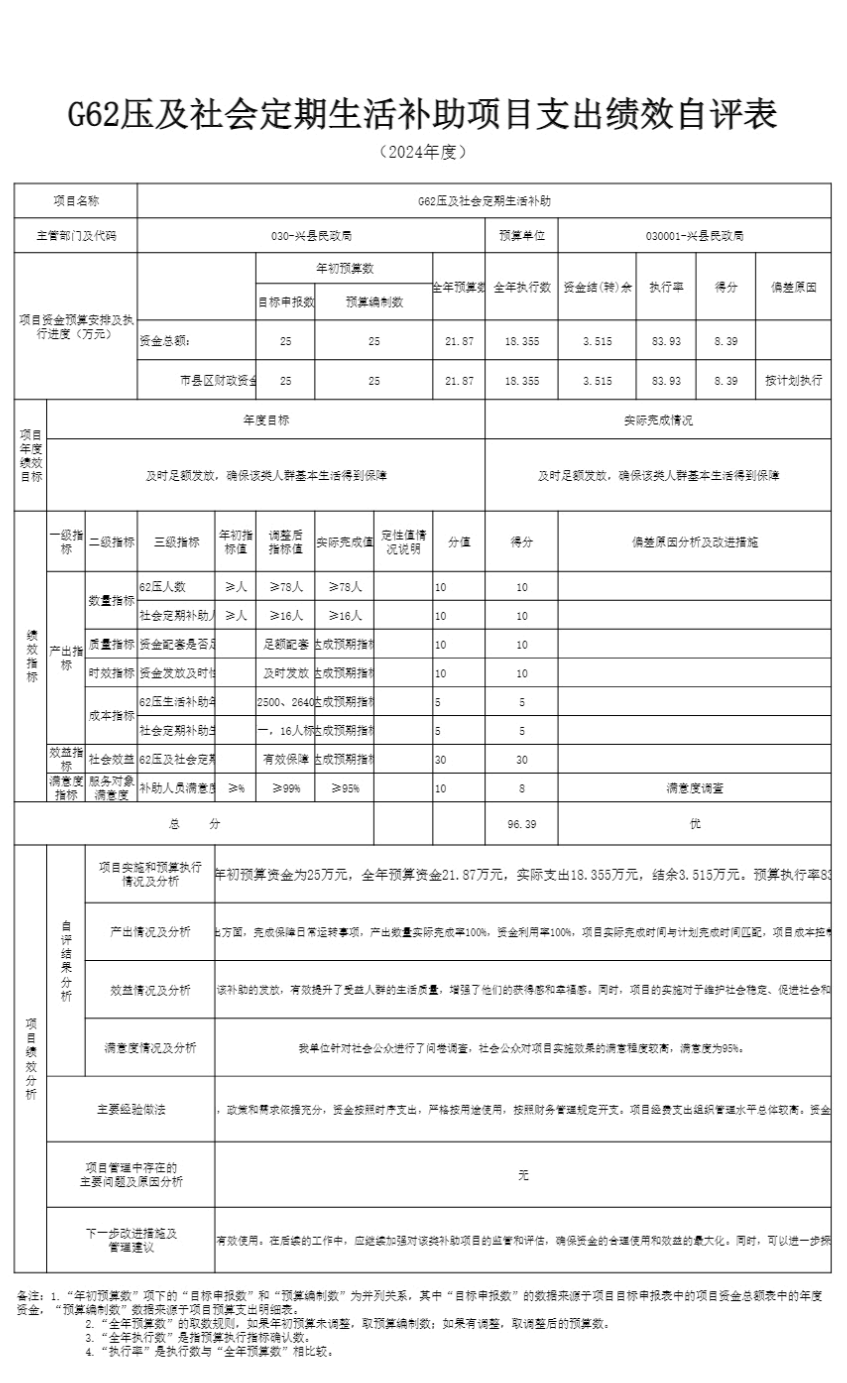 G62压及社会定期生活补助项目支出绩效自评表
（2024年度）
项目名称 G62压及社会定期生活补助
主管部门及代码 030-兴县民政局 预算单位 030001-兴县民政局
项目资金预算安排及执行进度（万元） 年初预算数 全年预算数 全年执行数 资金结(转)余 执行率 得分 偏差原因
目标申报数 预算编制数
资金总额： 25 25 21.87 18.355 3.515 83.93 8.39
市县区财政资金 25 25 21.87 18.355 3.515 83.93 8.39 按计划执行
项目年度绩效目标 年度目标 实际完成情况
及时足额发放，确保该类人群基本生活得到保障 及时足额发放，确保该类人群基本生活得到保障
绩效指标 一级指标 二级指标 三级指标 年初指标值 调整后指标值 实际完成值 定性值情况说明 分值 得分 偏差原因分析及改进措施
产出指标 数量指标 62压人数 ≥人 ≥78人 ≥78人 10 10
社会定期补助人 ≥人 ≥16人 ≥16人 10 10
质量指标 资金配套是否足 足额配套 达成预期指标 10 10
时效指标 资金发放及时性 及时发放 达成预期指标 10 10
成本指标 62压生活补助年 2500、2640 达成预期指标 5 5
社会定期补助生 一，16人标 达成预期指标 5 5
效益指标 社会效益 62压及社会定期 有效保障 达成预期指标 30 30
满意度指标 服务对象满意度 补助人员满意度 ≥% ≥99% ≥95% 10 8 满意度调查
总 分 96.39 优
项目绩效分析 自评结果分析 项目实施和预算执行情况及分析 年初预算资金为25万元，全年预算资金21.87万元，实际支出18.355万元，结余3.515万元。预算执行率83
产出情况及分析 出方面，完成保障日常运转事项，产出数量实际完成率100%，资金利用率100%，项目实际完成时间与计划完成时间匹配，项目成本控制
效益情况及分析 该补助的发放，有效提升了受益人群的生活质量，增强了他们的获得感和幸福感。同时，项目的实施对于维护社会稳定、促进社会和
满意度情况及分析 我单位针对社会公众进行了问卷调查，社会公众对项目实施效果的满意程度较高，满意度为95%。
主要经验做法 ，政策和需求依据充分，资金按照时序支出，严格按用途使用，按照财务管理规定开支。项目经费支出组织管理水平总体较高。资金
项目管理中存在的主要问题及原因分析 无
下一步改进措施及管理建议 有效使用。在后续的工作中，应继续加强对该类补助项目的监管和评估，确保资金的合理使用和效益的最大化。同时，可以进一步探
备注：1.“年初预算数”项下的“目标申报数”和“预算编制数”为并列关系，其中“目标申报数”的数据来源于项目目标申报表中的项目资金总额表中的年度
资金，“预算编制数”数据来源于项目预算支出明细表。
2.“全年预算数”的取数规则，如果年初预算未调整，取预算编制数；如果有调整，取调整后的预算数。
3.“全年执行数”是指预算执行指标确认数。
4.“执行率”是执行数与“全年预算数”相比较。